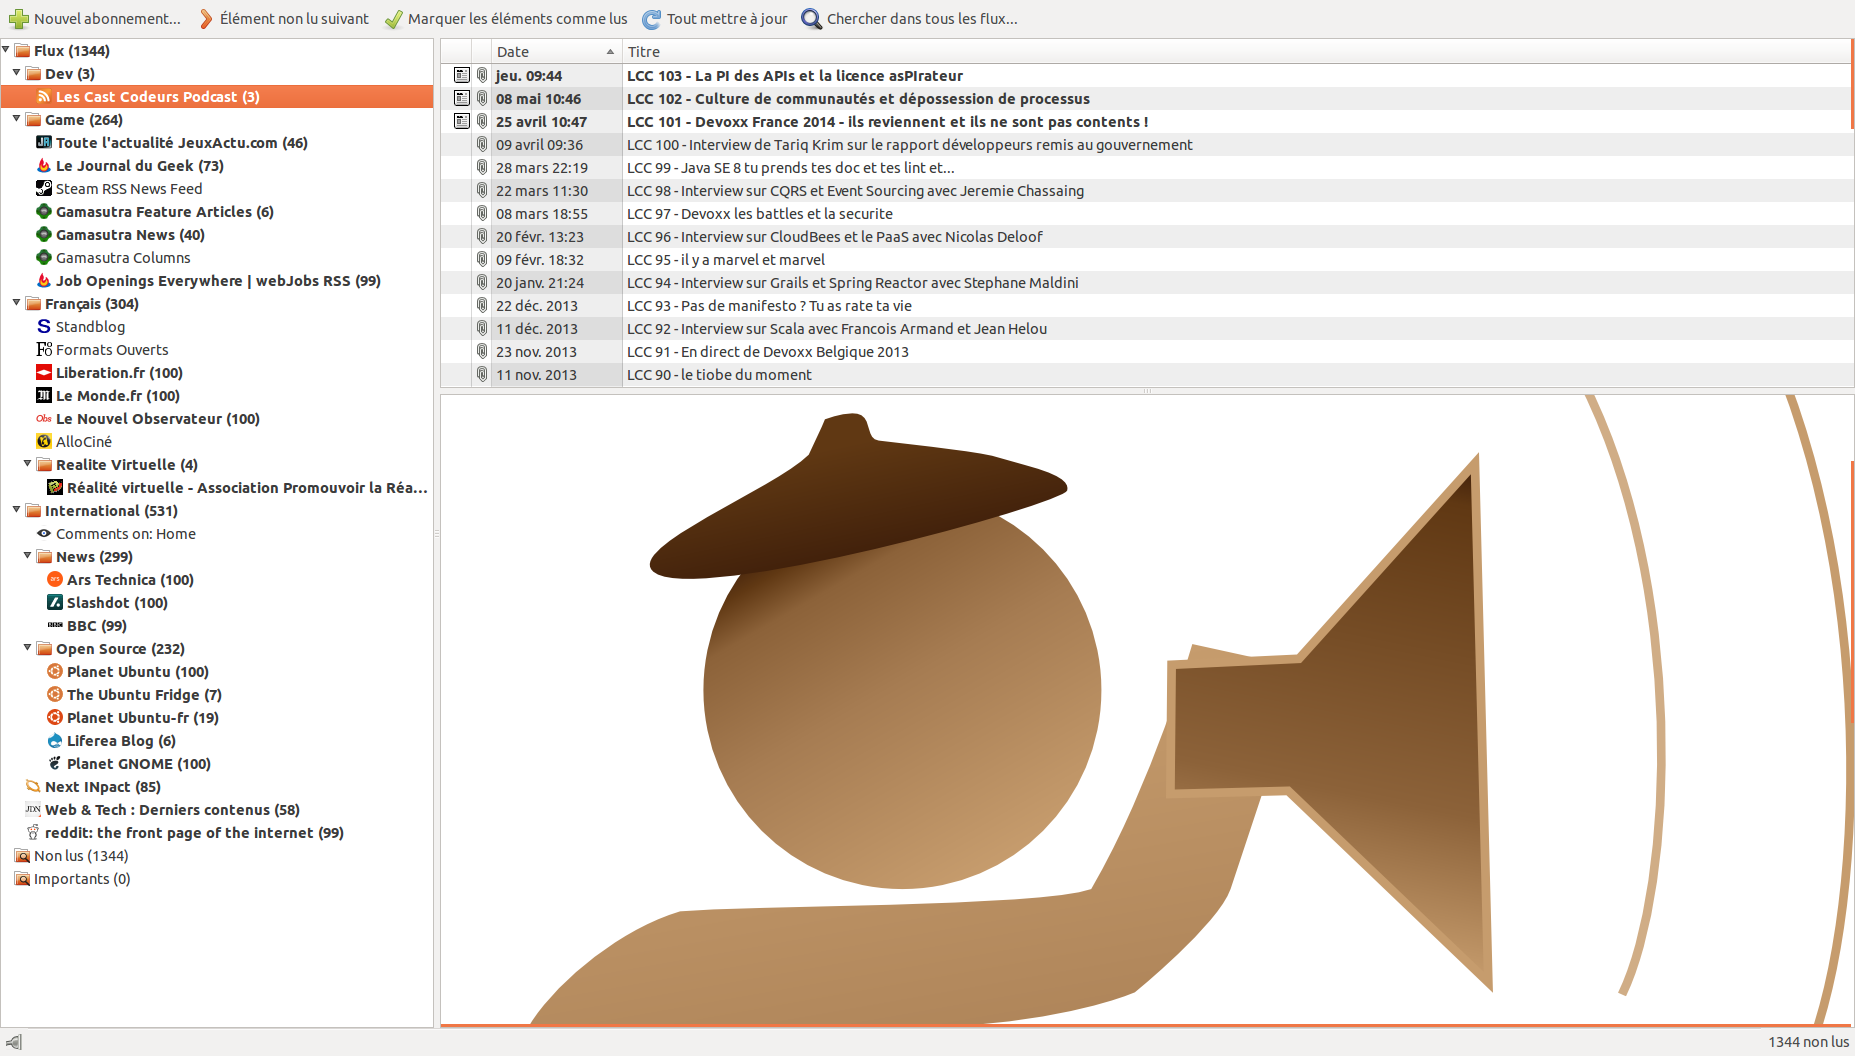 Nouvel abonnement... Élément non lu suivant Marquer les éléments comme lus Tout mettre à jour Chercher dans tous les flux...
Flux (1344)
Dev (3)
Les Cast Codeurs Podcast (3)
Game (264)
Toute l'actualité JeuxActu.com (46)
Le Journal du Geek (73)
Steam RSS News Feed
Gamasutra Feature Articles (6)
Gamasutra News (40)
Gamasutra Columns
Job Openings Everywhere | webJobs RSS (99)
Français (304)
Standblog
Formats Ouverts
Liberation.fr (100)
Le Monde.fr (100)
Obs Le Nouvel Observateur (100)
AlloCiné
Realite Virtuelle (4)
Réalité virtuelle - Association Promouvoir la Réa...
International (531)
Comments on: Home
News (299)
Ars Technica (100)
Slashdot (100)
BBC BBC (99)
Open Source (232)
Planet Ubuntu (100)
The Ubuntu Fridge (7)
Planet Ubuntu-fr (19)
Liferea Blog (6)
Planet GNOME (100)
Next INpact (85)
JDN Web & Tech : Derniers contenus (58)
reddit: the front page of the internet (99)
Non lus (1344)
Importants (0)
Date Titre
jeu. 09:44 LCC 103 - La PI des APIs et la licence asPIrateur
08 mai 10:46 LCC 102 - Culture de communautés et dépossession de processus
25 avril 10:47 LCC 101 - Devoxx France 2014 - ils reviennent et ils ne sont pas contents !
09 avril 09:36 LCC 100 - Interview de Tariq Krim sur le rapport développeurs remis au gouvernement
28 mars 22:19 LCC 99 - Java SE 8 tu prends tes doc et tes lint et...
22 mars 11:30 LCC 98 - Interview sur CQRS et Event Sourcing avec Jeremie Chassaing
08 mars 18:55 LCC 97 - Devoxx les battles et la securite
20 févr. 13:23 LCC 96 - Interview sur CloudBees et le PaaS avec Nicolas Deloof
09 févr. 18:32 LCC 95 - il y a marvel et marvel
20 janv. 21:24 LCC 94 - Interview sur Grails et Spring Reactor avec Stephane Maldini
22 déc. 2013 LCC 93 - Pas de manifesto ? Tu as rate ta vie
11 déc. 2013 LCC 92 - Interview sur Scala avec Francois Armand et Jean Helou
23 nov. 2013 LCC 91 - En direct de Devoxx Belgique 2013
11 nov. 2013 LCC 90 - le tiobe du moment
1344 non lus